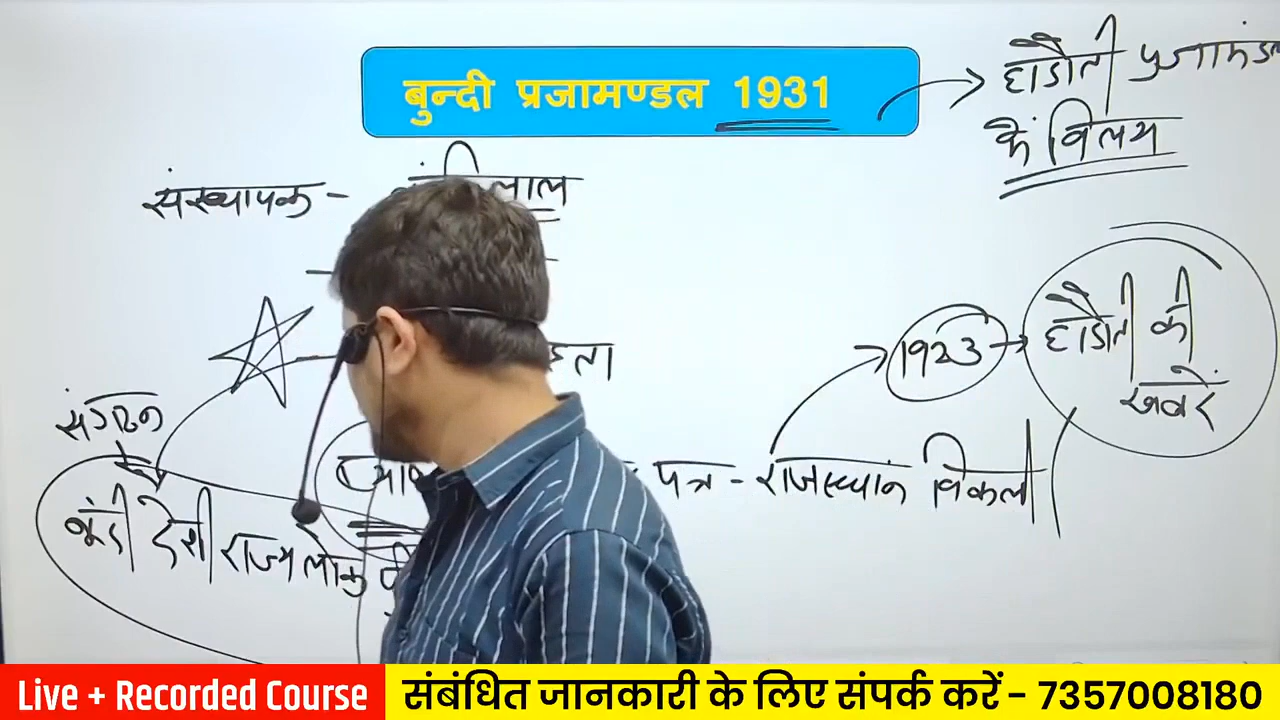 बुन्दी प्रजामण्डल 1931
हाडौती प्रजामंडल
कें विलय
संस्थापक -
1923
हाडौती की
खबरें
संगठन
पत्र - राजस्थान विकली
बूंदी देशी राज्य लोक
Live + Recorded Course
संबंधित जानकारी के लिए संपर्क करें - 7357008180